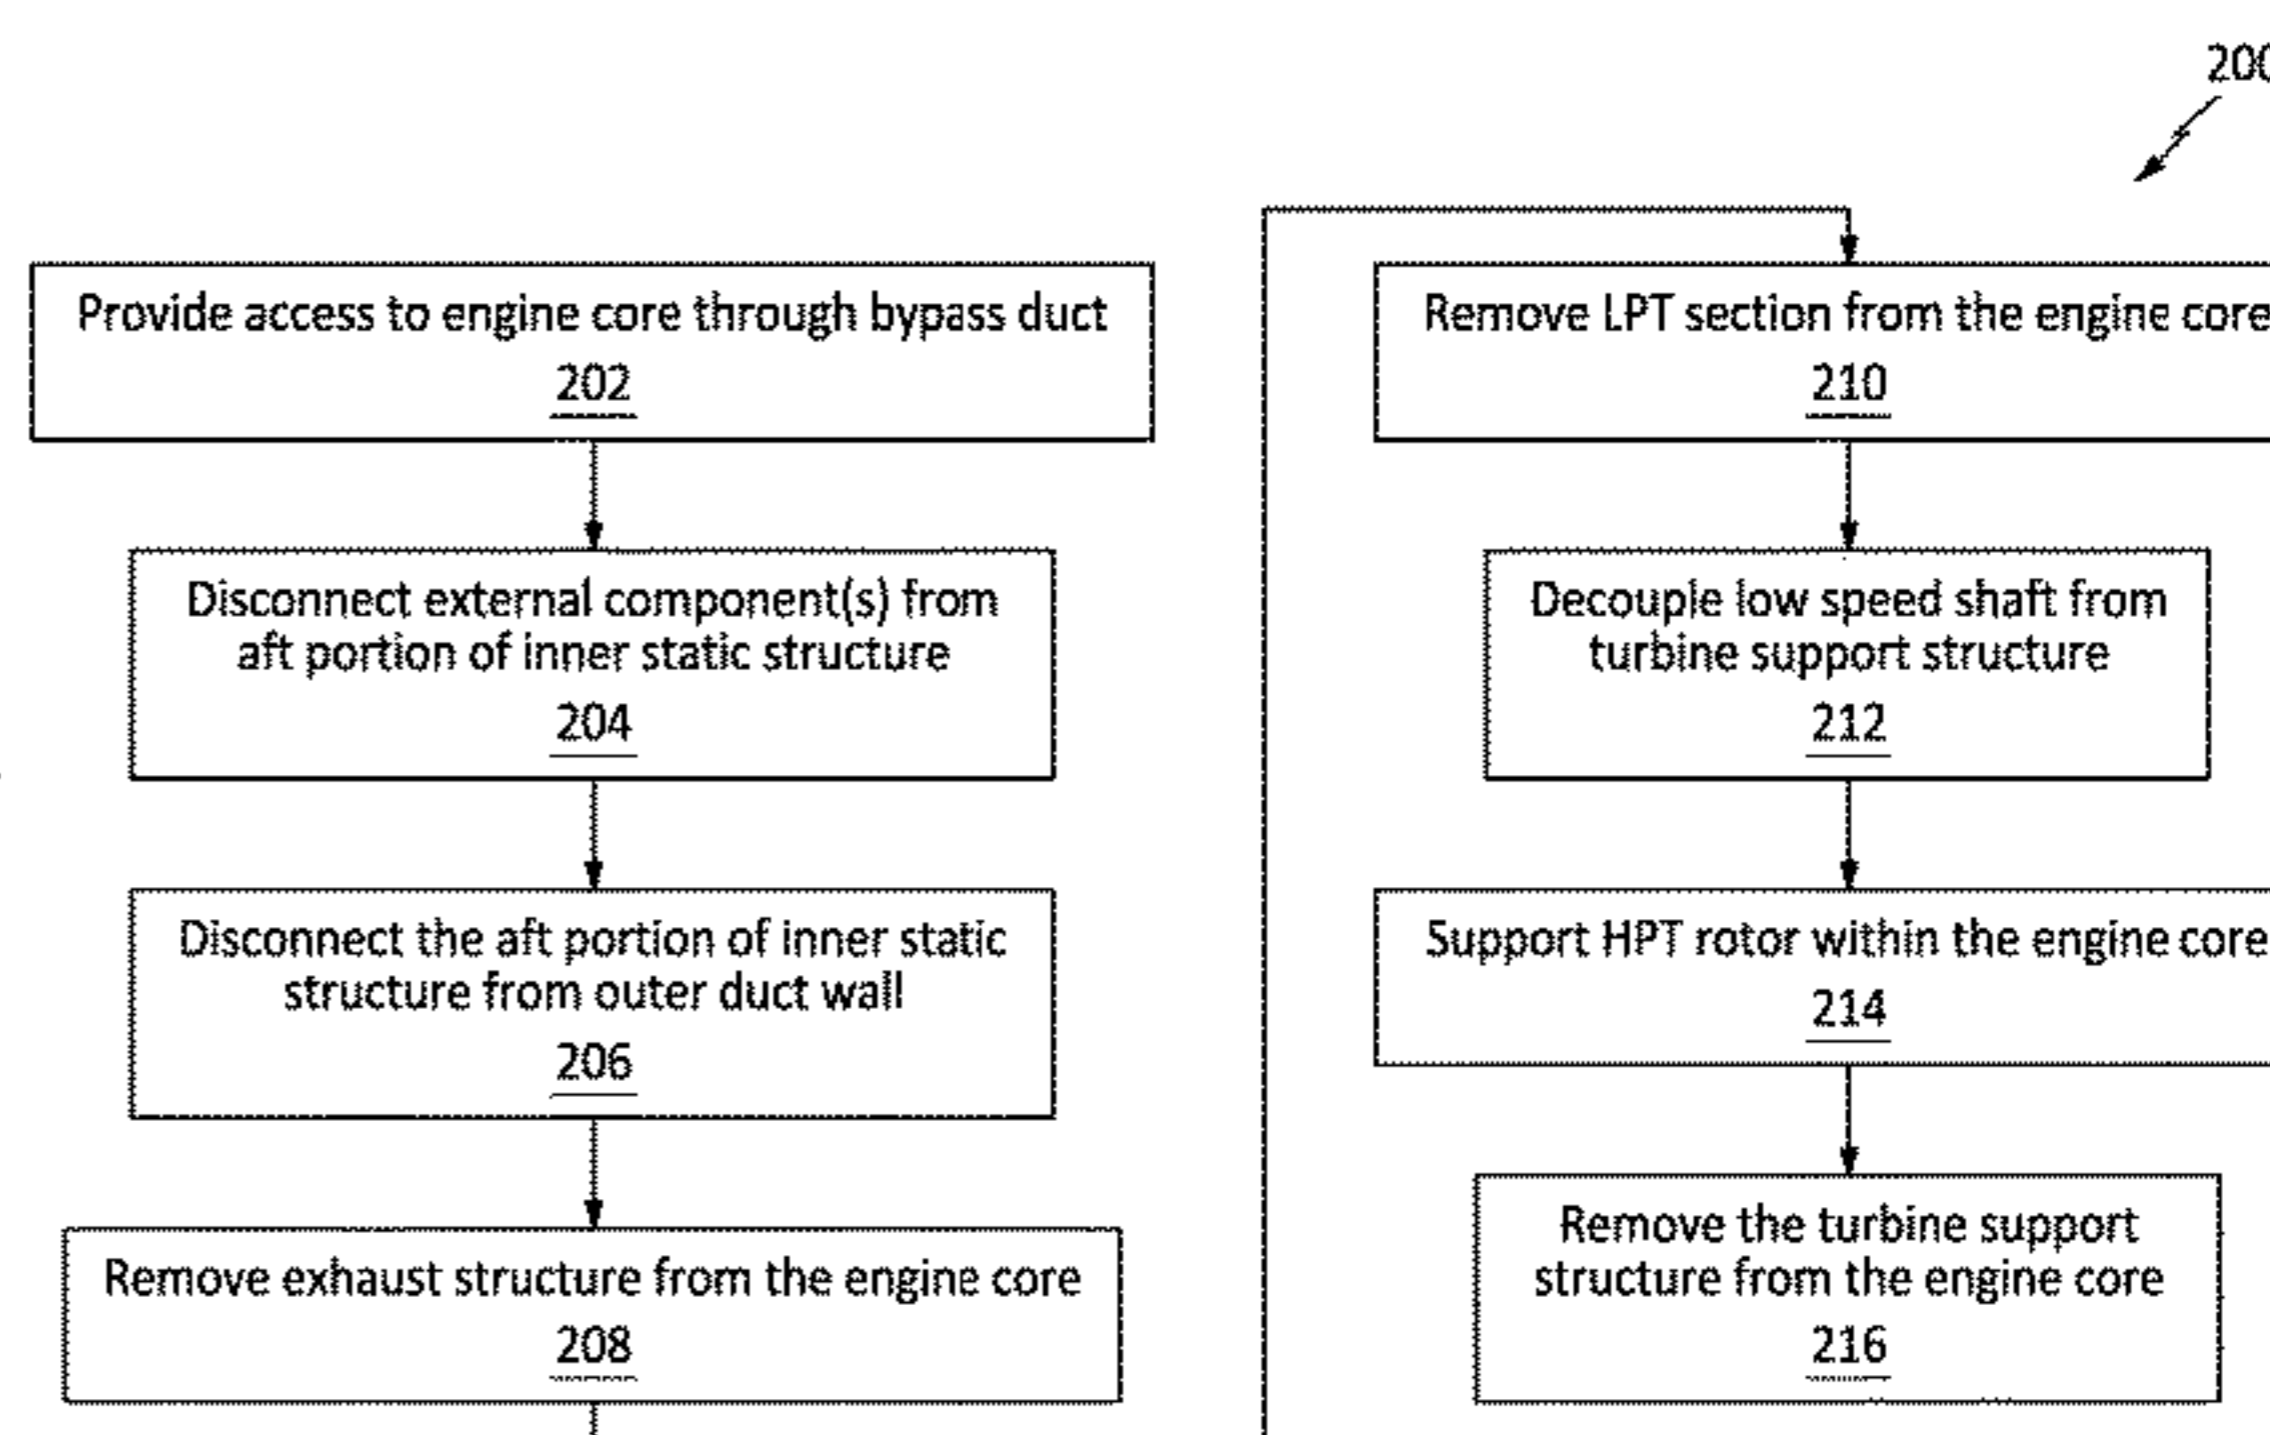 200
Provide access to engine core through bypass duct
202
Disconnect external component(s) from
aft portion of inner static structure
204
Disconnect the aft portion of inner static
structure from outer duct wall
206
Remove exhaust structure from the engine core
208
Remove LPT section from the engine core
210
Decouple low speed shaft from
turbine support structure
212
Support HPT rotor within the engine core
214
Remove the turbine support
structure from the engine core
216